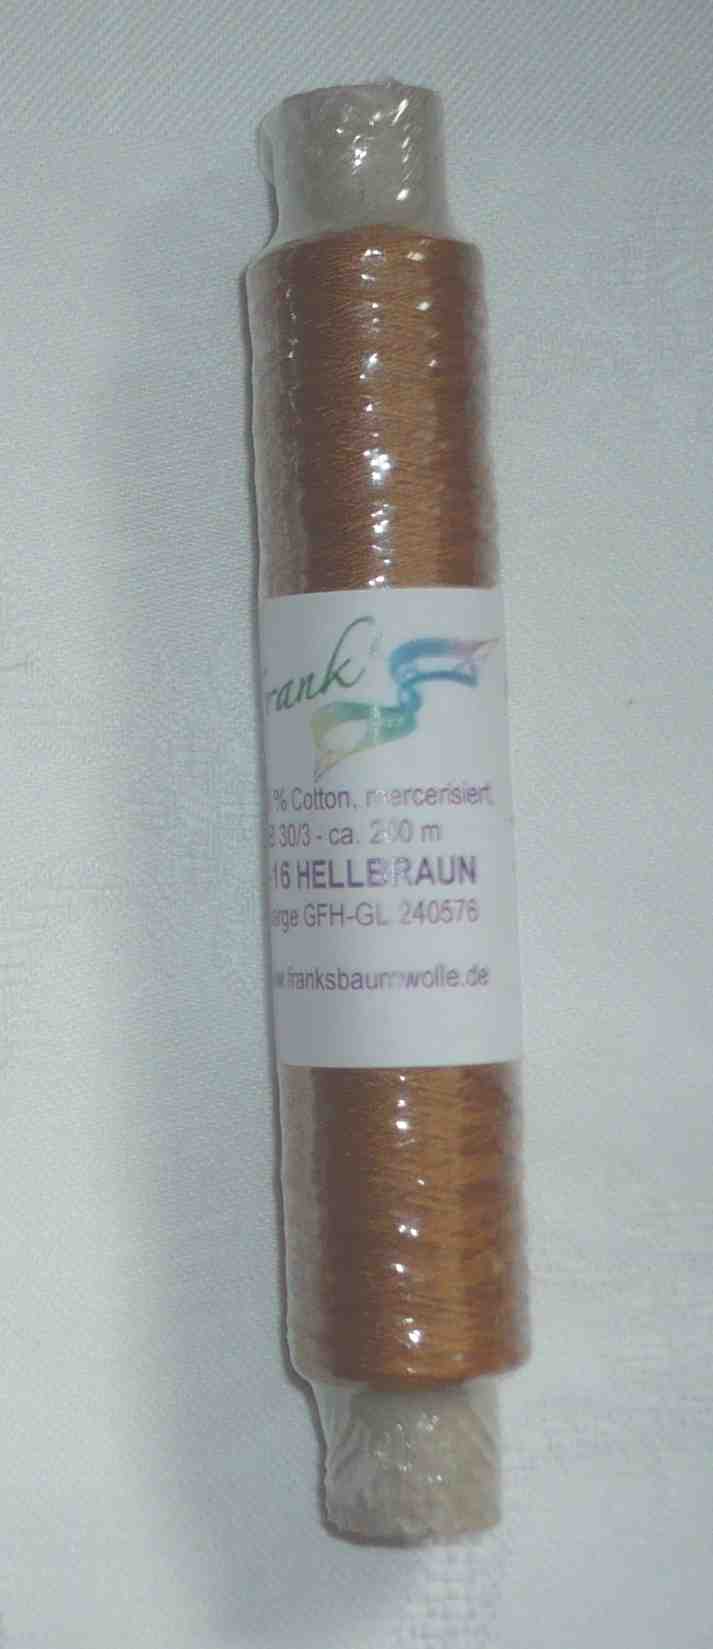 rank
% Cotton, mercerisiert
30/3 - ca. 200 m
-16 HELLBRAUN
arge GFH-GL 240576
w.franksbaumwolle.de